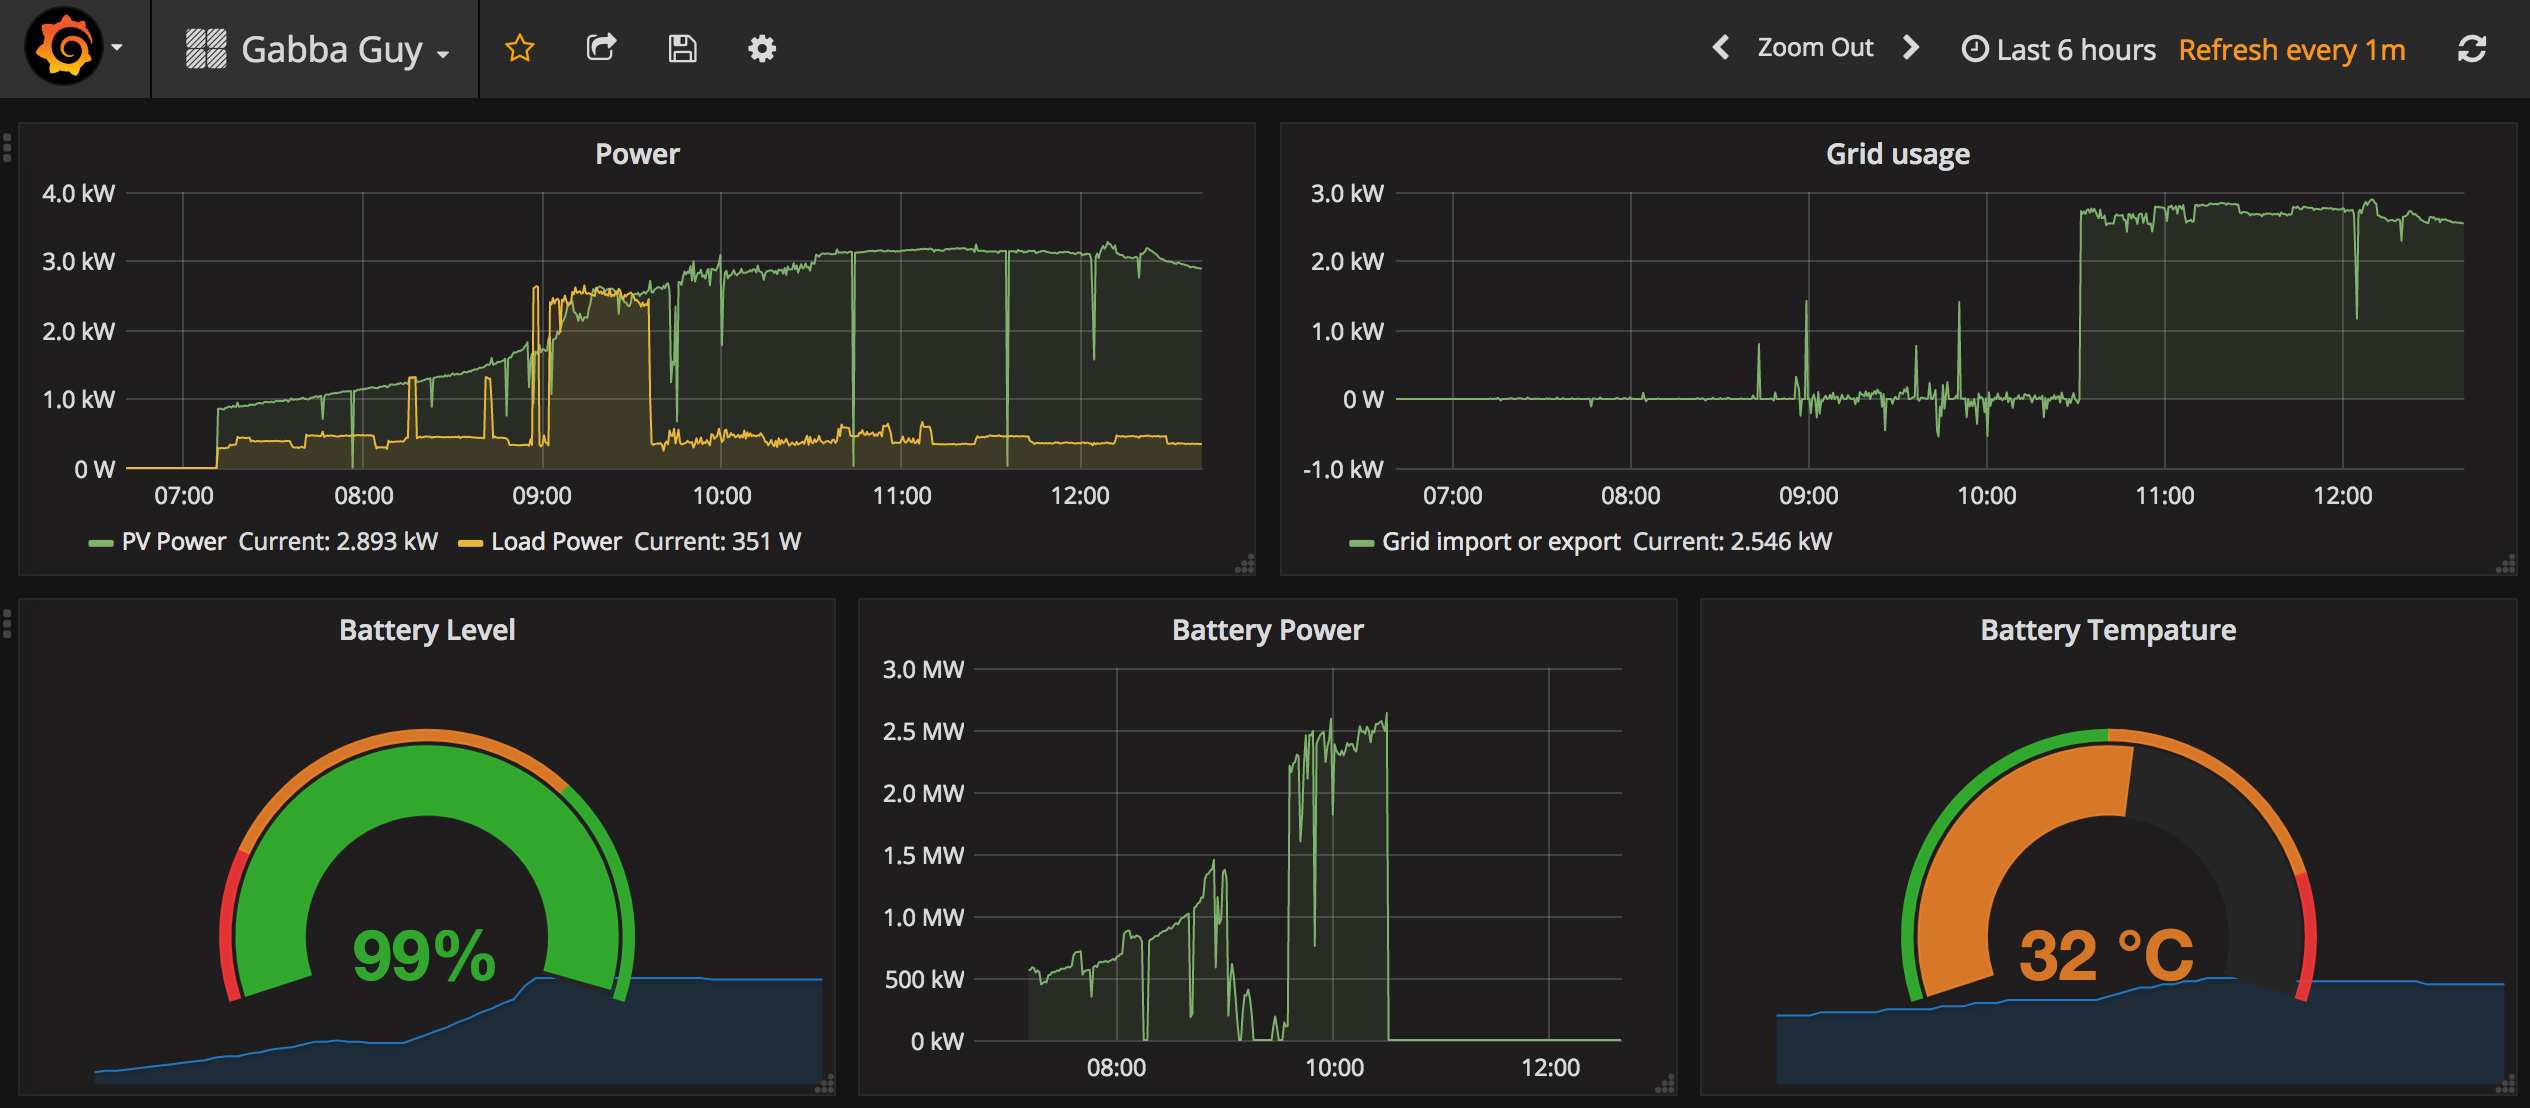 Gabba Guy
Zoom Out
Last 6 hours Refresh every 1m
Power
4.0 kW
3.0 kW
2.0 kW
1.0 kW
0 W
07:00 08:00 09:00 10:00 11:00 12:00
PV Power Current: 2.893 kW Load Power Current: 351 W
Grid usage
3.0 kW
2.0 kW
1.0 kW
0 W
-1.0 kW
07:00 08:00 09:00 10:00 11:00 12:00
Grid import or export Current: 2.546 kW
Battery Level
99%
Battery Power
3.0 MW
2.5 MW
2.0 MW
1.5 MW
1.0 MW
500 kW
0 kW
08:00 10:00 12:00
Battery Tempature
32 °C